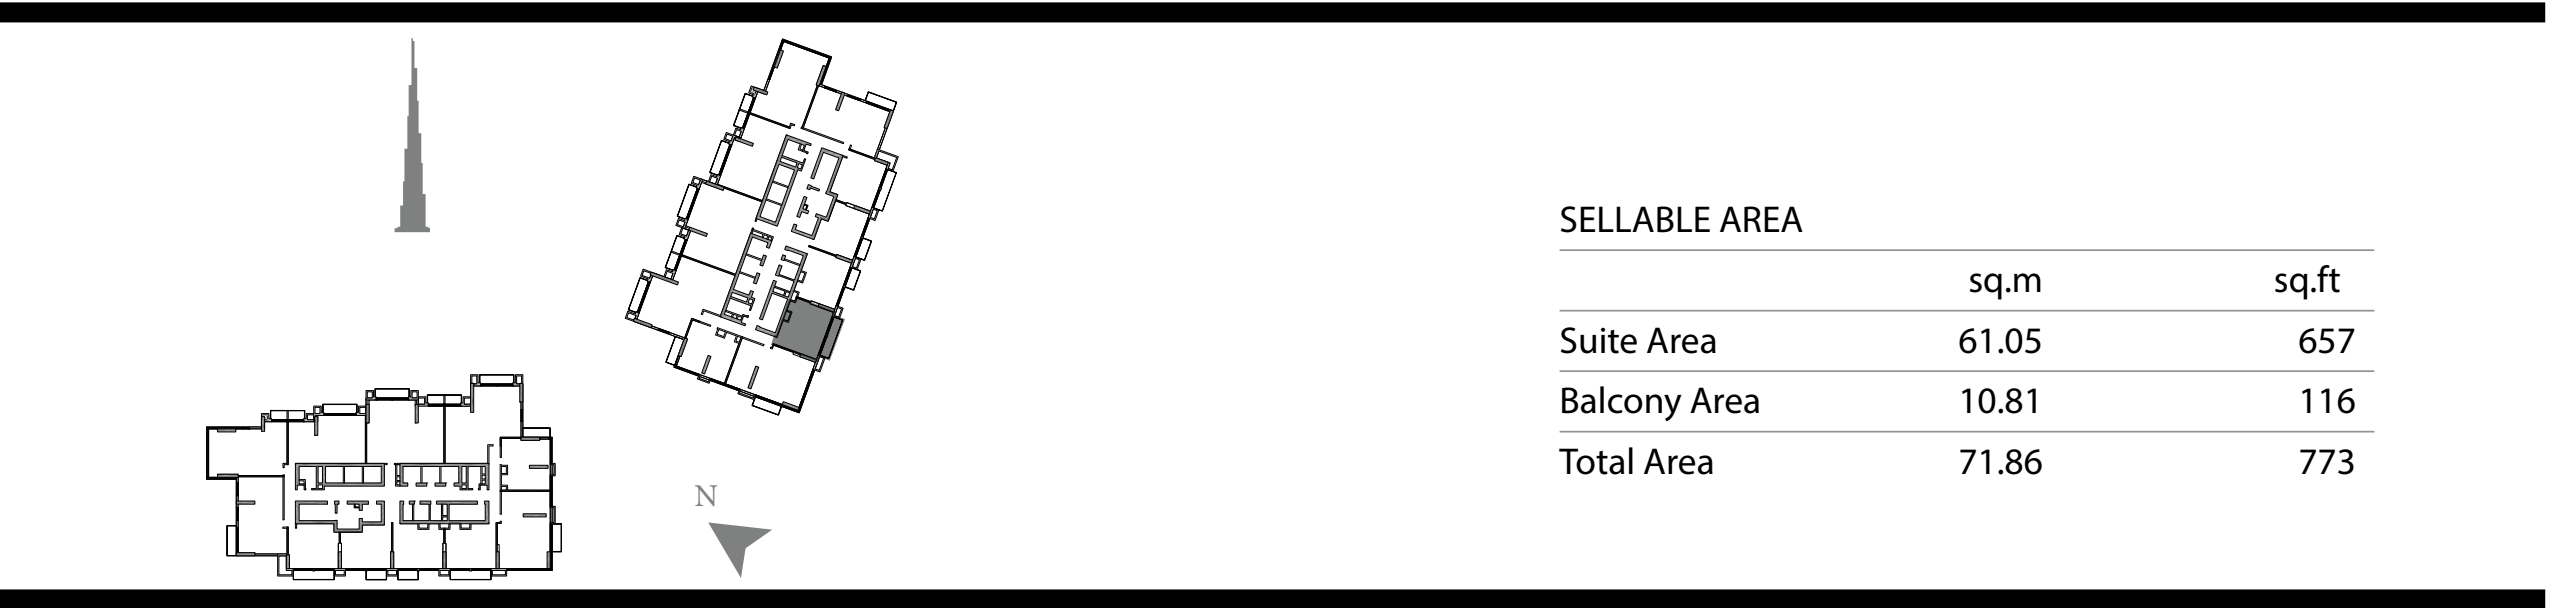 N
SELLABLE AREA
sq.m sq.ft
Suite Area 61.05 657
Balcony Area 10.81 116
Total Area 71.86 773